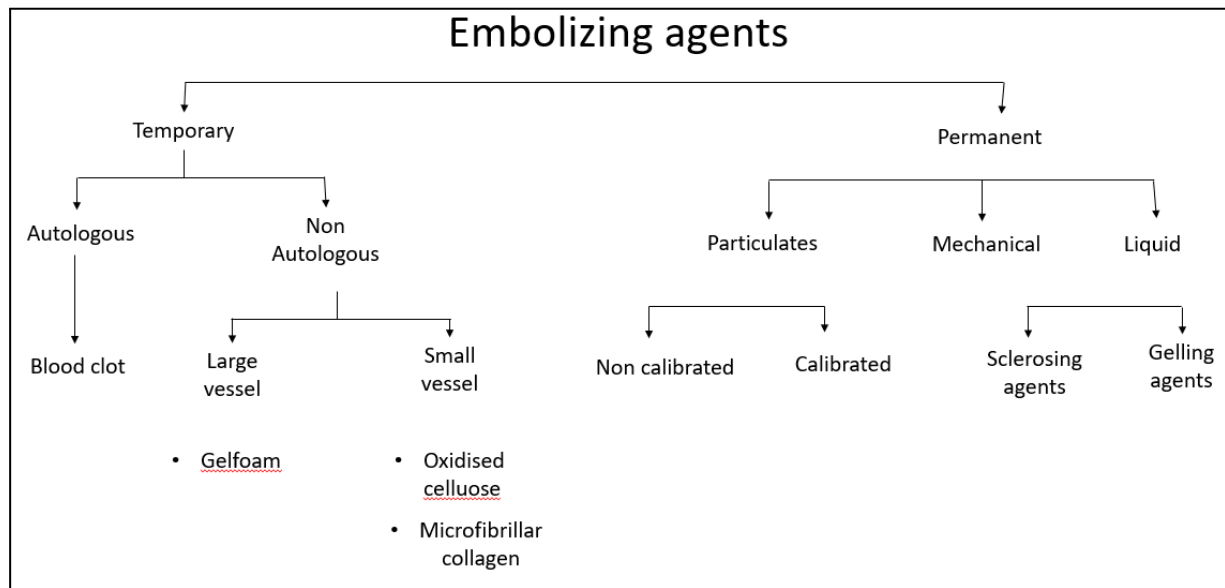 Embolizing agents
Temporary
Permanent
Autologous
Non
Autologous
Particulates
Mechanical
Liquid
Blood clot
Large
vessel
Small
vessel
Non calibrated
Calibrated
Sclerosing
agents
Gelling
agents
• Gelfoam
• Oxidised
celluose
• Microfibrillar
collagen